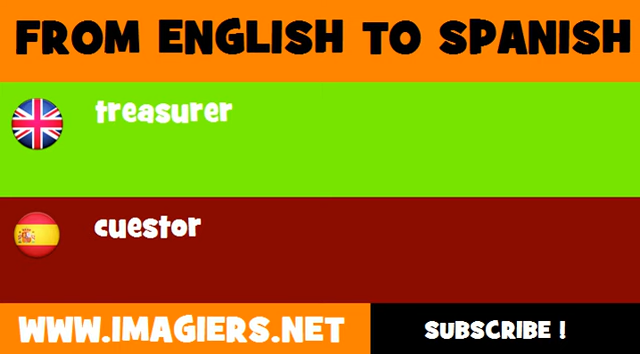 FROM ENGLISH TO SPANISH
treasurer
cuestor
WWW.IMAGIERS.NET
SUBSCRIBE !